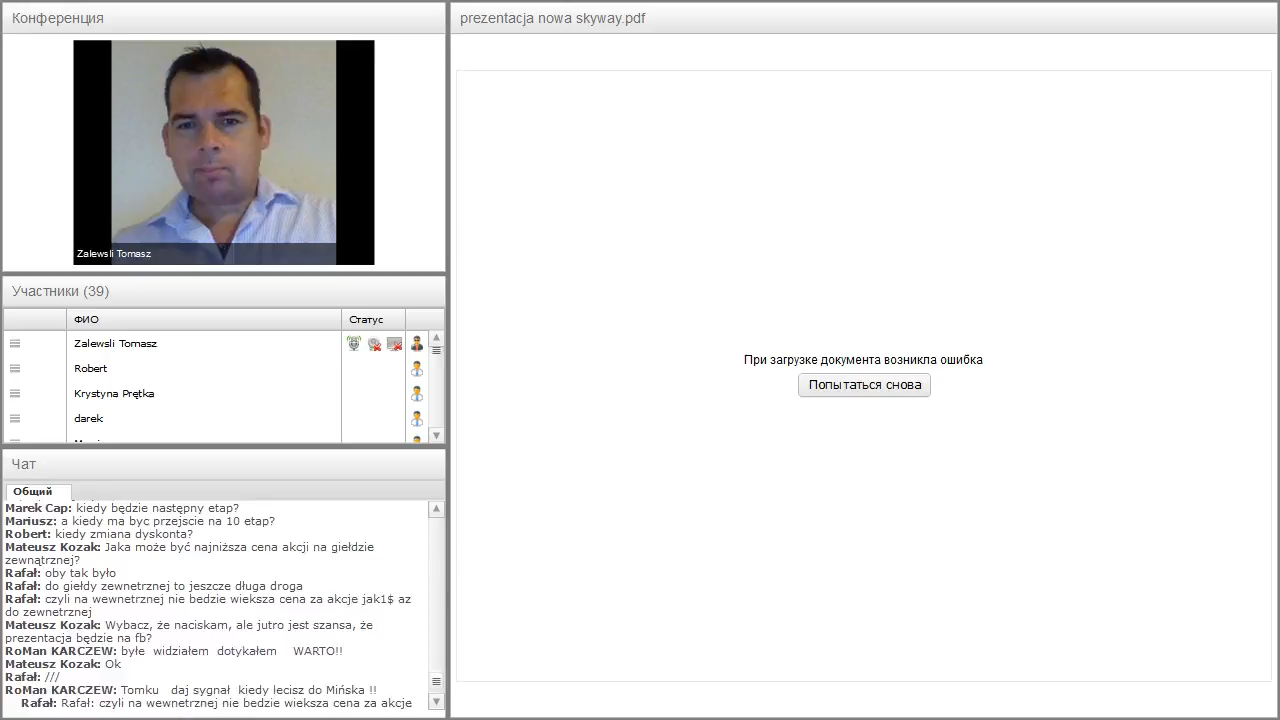 Конференция
prezentacja nowa skyway.pdf
Zalewsli Tomasz
Участники (39)
ФИО
Статус
Zalewsli Tomasz
Robert
Krystyna Prętka
darek
При загрузке документа возникла ошибка
Попытаться снова
Чат
Общий
Marek Cap: kiedy będzie następny etap?
Mariusz: a kiedy ma byc przejscie na 10 etap?
Robert: kiedy zmiana dyskonta?
Mateusz Kozak: Jaka może być najniższa cena akcji na giełdzie
zewnątrznej?
Rafał: oby tak było
Rafał: do giełdy zewnetrznej to jeszcze długa droga
Rafał: czyli na wewnetrznej nie bedzie wieksza cena za akcje jak1$ az
do zewnetrznej
Mateusz Kozak: Wybacz, że naciskam, ale jutro jest szansa, że
prezentacja będzie na fb?
RoMan KARCZEW: byłe widziałem dotykałem WARTO!!
Mateusz Kozak: Ok
Rafał: ///
RoMan KARCZEW: Tomku daj sygnał kiedy lecisz do Mińska !!
Rafał: Rafał: czyli na wewnetrznej nie bedzie wieksza cena za akcje